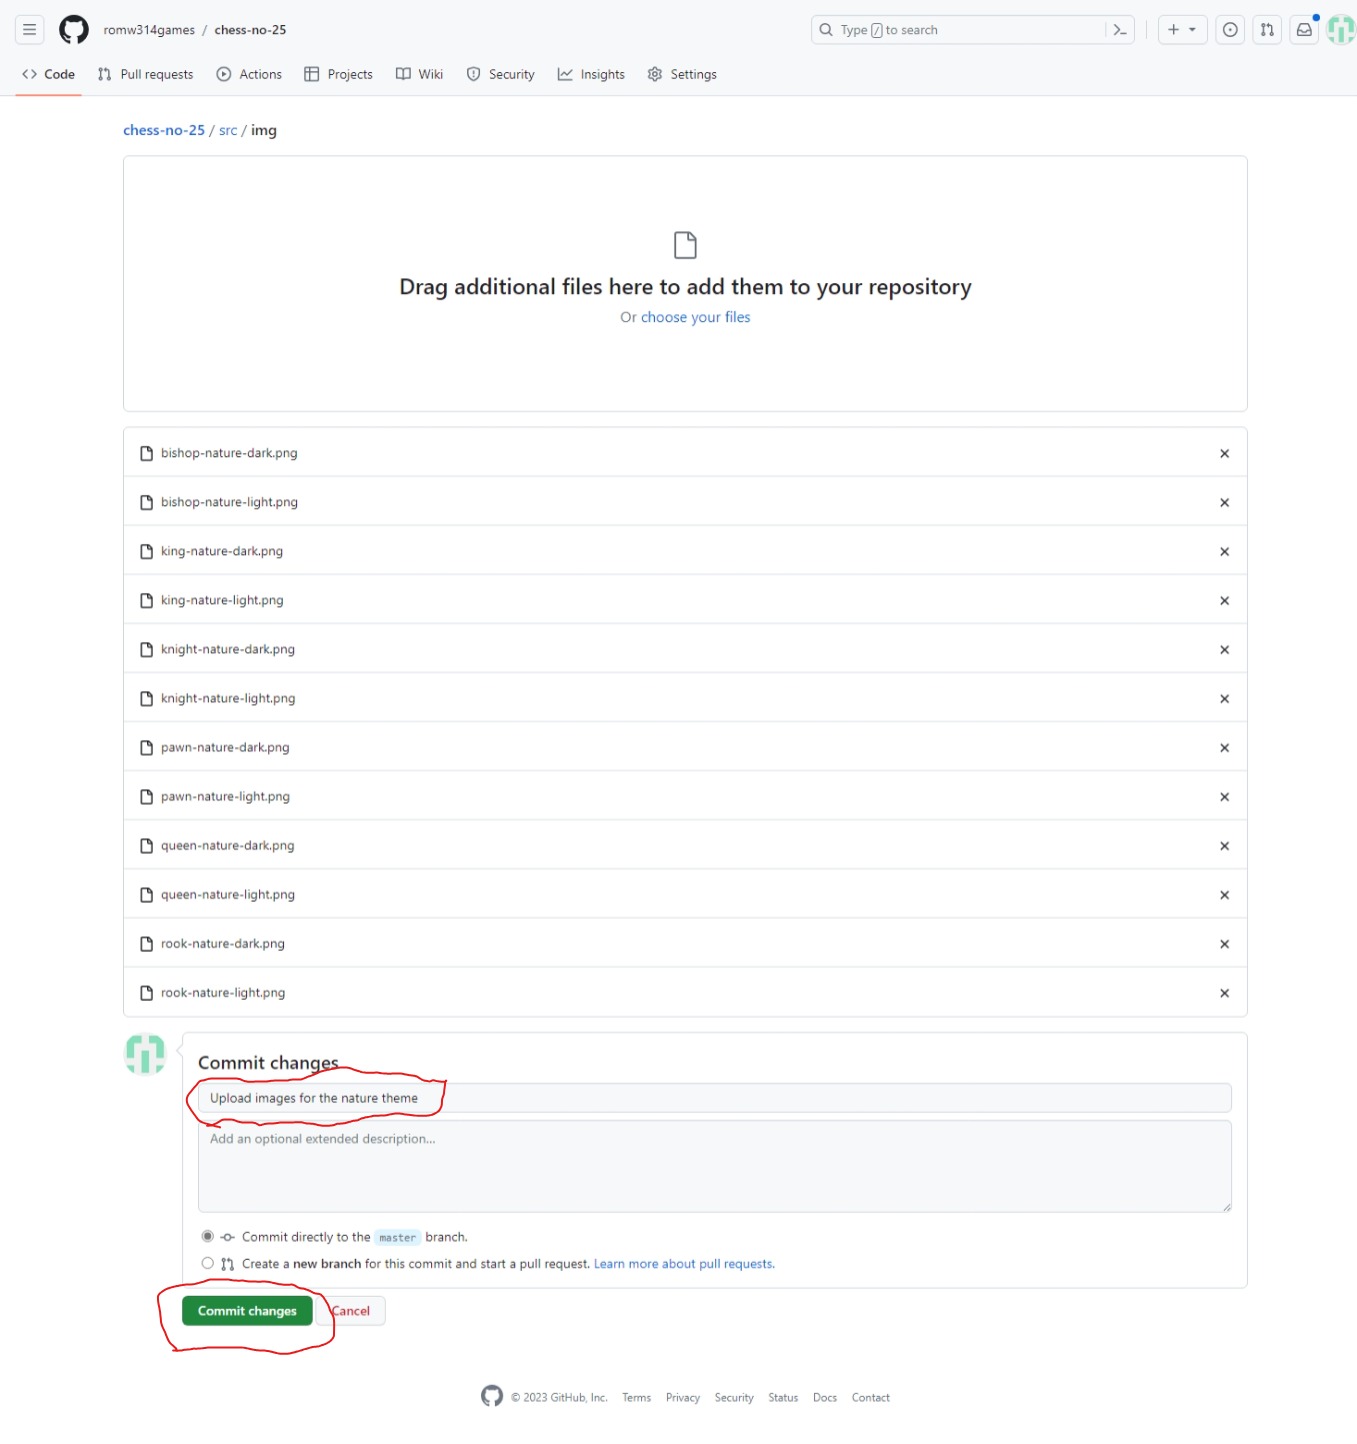 romw314games / chess-no-25
Type / to search
Code Pull requests Actions Projects Wiki Security Insights Settings
chess-no-25 / src / img
Drag additional files here to add them to your repository
Or choose your files
bishop-nature-dark.png
bishop-nature-light.png
king-nature-dark.png
king-nature-light.png
knight-nature-dark.png
knight-nature-light.png
pawn-nature-dark.png
pawn-nature-light.png
queen-nature-dark.png
queen-nature-light.png
rook-nature-dark.png
rook-nature-light.png
Commit changes
Upload images for the nature theme
Add an optional extended description...
Commit directly to the master branch.
Create a new branch for this commit and start a pull request. Learn more about pull requests.
Commit changes Cancel
© 2023 GitHub, Inc. Terms Privacy Security Status Docs Contact